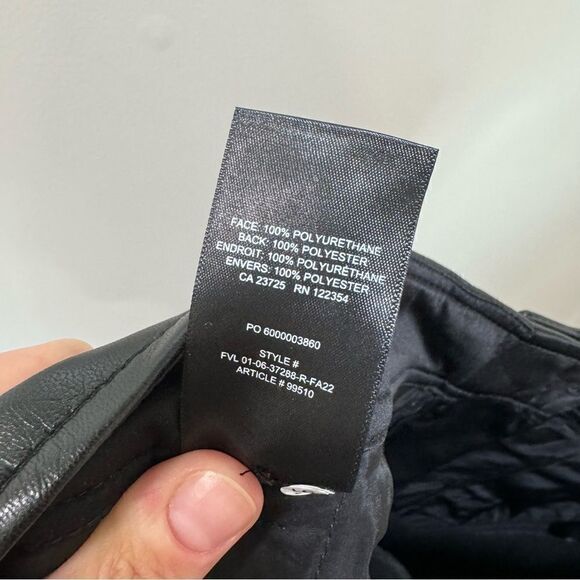 FACE: 100% POLYURETHANE
BACK: 100% POLYESTER
ENDROIT: 100% POLYURÉTHANE
ENVERS: 100% POLYESTER
CA 23725 RN 122354
PO 6000003860
STYLE #
FVL 01-06-37288-R-FA22
ARTICLE # 99510